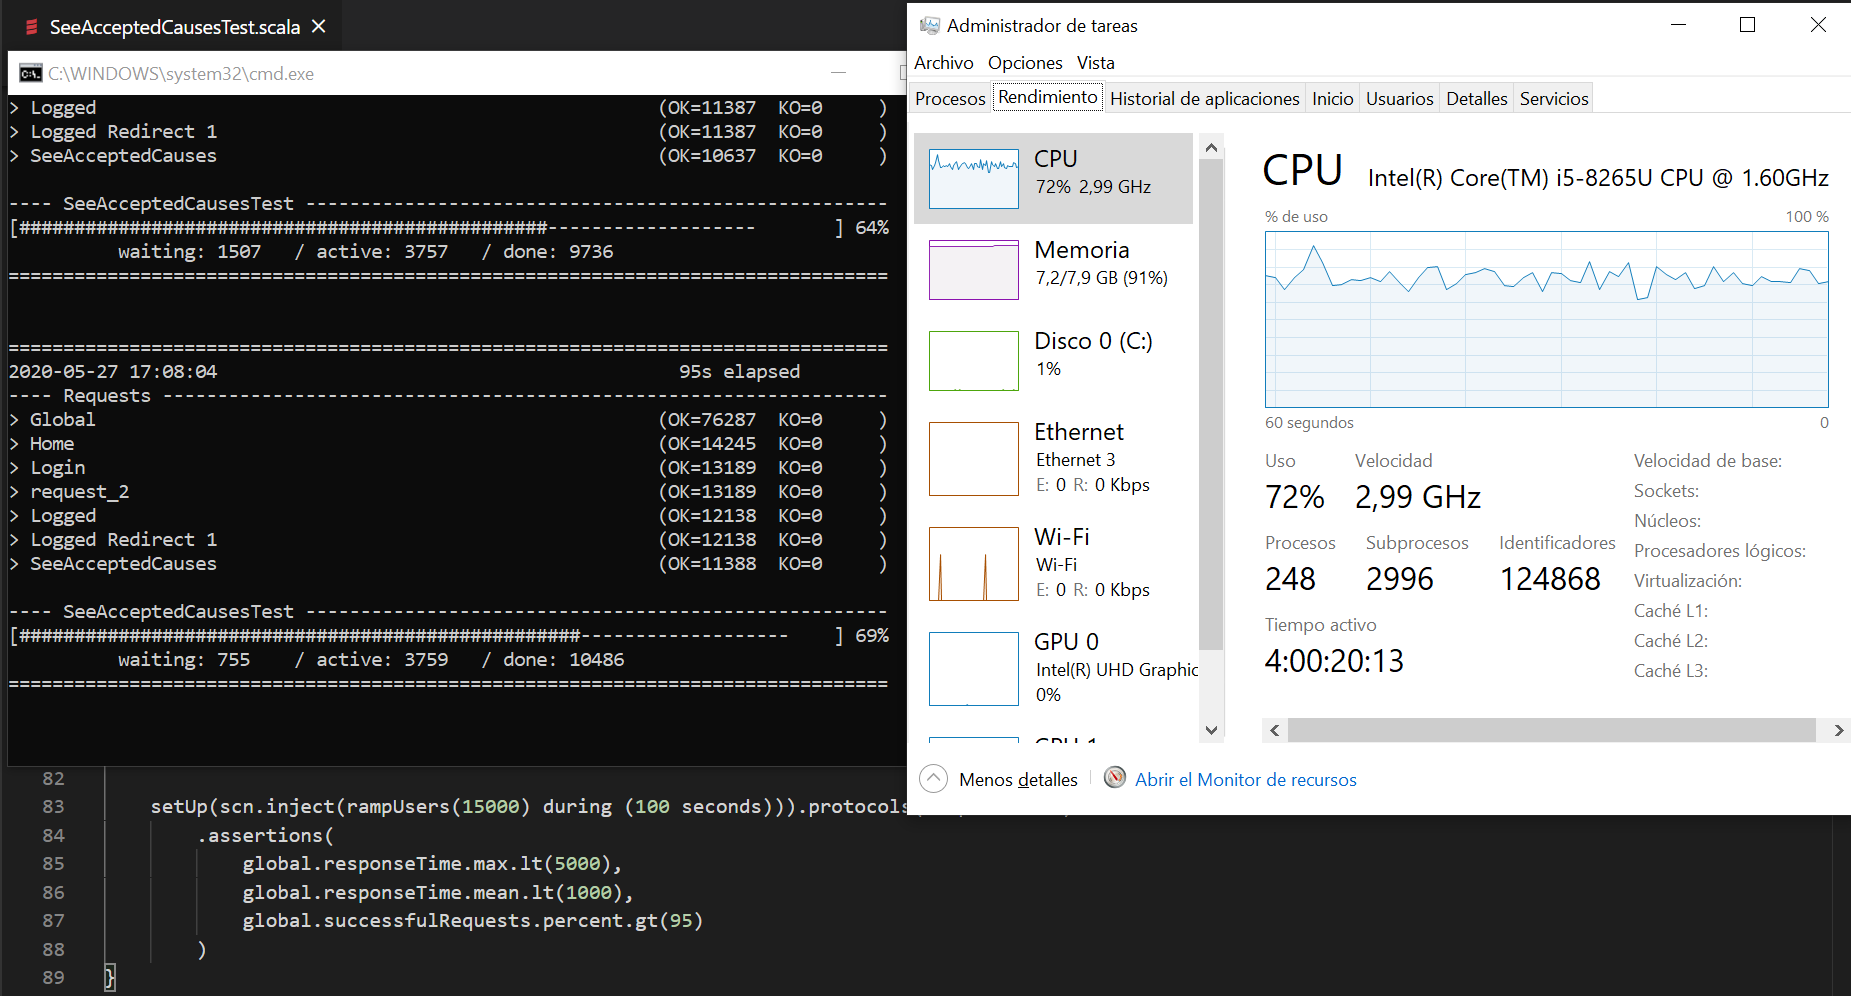 SeeAcceptedCausesTest.scala
C:\WINDOWS\system32\cmd.exe
> Logged (OK=11387 KO=0 )
> Logged Redirect 1 (OK=11387 KO=0 )
> SeeAcceptedCauses (OK=10637 KO=0 )
---- SeeAcceptedCausesTest -----------------------------------------------------
[################################################------------------- ] 64%
waiting: 1507 / active: 3757 / done: 9736
================================================================================
================================================================================
2020-05-27 17:08:04 95s elapsed
---- Requests ------------------------------------------------------------------
> Global (OK=76287 KO=0 )
> Home (OK=14245 KO=0 )
> Login (OK=13189 KO=0 )
> request_2 (OK=13189 KO=0 )
> Logged (OK=12138 KO=0 )
> Logged Redirect 1 (OK=12138 KO=0 )
> SeeAcceptedCauses (OK=11388 KO=0 )
---- SeeAcceptedCausesTest -----------------------------------------------------
[###################################################------------------- ] 69%
waiting: 755 / active: 3759 / done: 10486
================================================================================
82
83 setUp(scn.inject(rampUsers(15000) during (100 seconds))).protocols
84 .assertions(
85 global.responseTime.max.lt(5000),
86 global.responseTime.mean.lt(1000),
87 global.successfulRequests.percent.gt(95)
88 )
89 }
Administrador de tareas
Archivo Opciones Vista
Procesos Rendimiento Historial de aplicaciones Inicio Usuarios Detalles Servicios
CPU
72% 2,99 GHz
Memoria
7,2/7,9 GB (91%)
Disco 0 (C:)
1%
Ethernet
Ethernet 3
E: 0 R: 0 Kbps
Wi-Fi
Wi-Fi
E: 0 R: 0 Kbps
GPU 0
Intel(R) UHD Graphic
0%
GPU 1
CPU Intel(R) Core(TM) i5-8265U CPU @ 1.60GHz
% de uso 100 %
60 segundos 0
Uso Velocidad
72% 2,99 GHz
Procesos Subprocesos Identificadores
248 2996 124868
Tiempo activo
4:00:20:13
Velocidad de base:
Sockets:
Núcleos:
Procesadores lógicos:
Virtualización:
Caché L1:
Caché L2:
Caché L3:
Menos detalles Abrir el Monitor de recursos